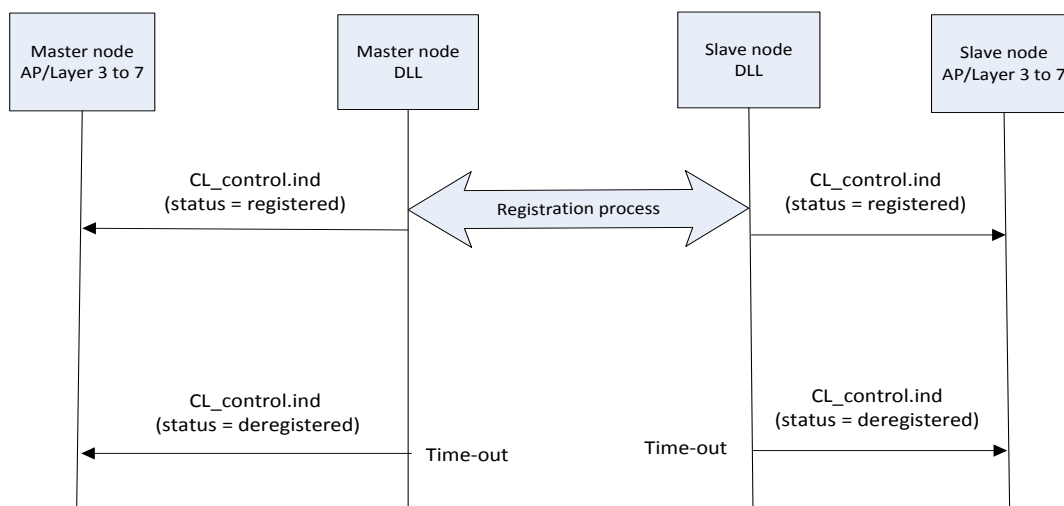 Master node
AP/Layer 3 to 7
Master node
DLL
Slave node
DLL
Slave node
AP/Layer 3 to 7
CL_control.ind
(status = registered)
Registration process
CL_control.ind
(status = registered)
CL_control.ind
(status = deregistered)
Time-out
Time-out
CL_control.ind
(status = deregistered)